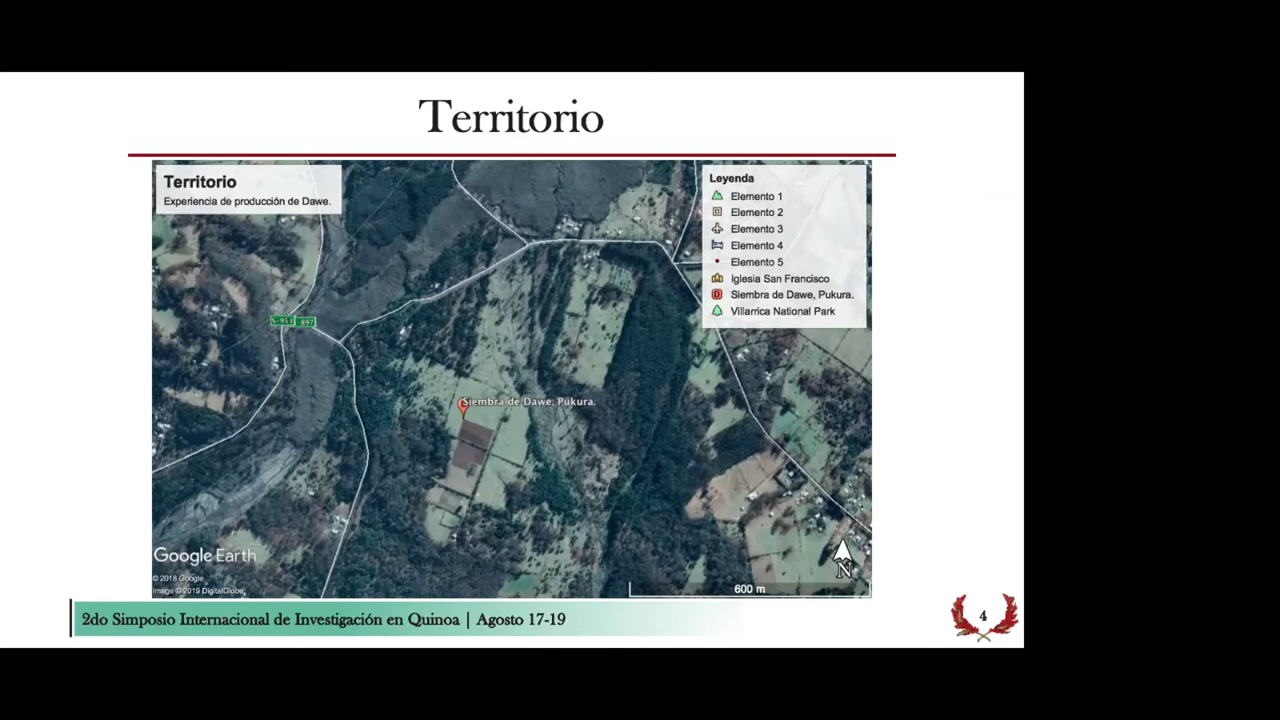 Territorio
Territorio
Experiencia de producción de Dawe.
Leyenda
Elemento 1
Elemento 2
Elemento 3
Elemento 4
Elemento 5
Iglesia San Francisco
Siembra de Dawe, Pukura.
Villarrica National Park
S-953 S-897
Siembra de Dawe, Pukura.
Google Earth
© 2018 Google
Image © 2019 DigitalGlobe
600 m
N
2do Simposio Internacional de Investigación en Quinoa | Agosto 17-19
4